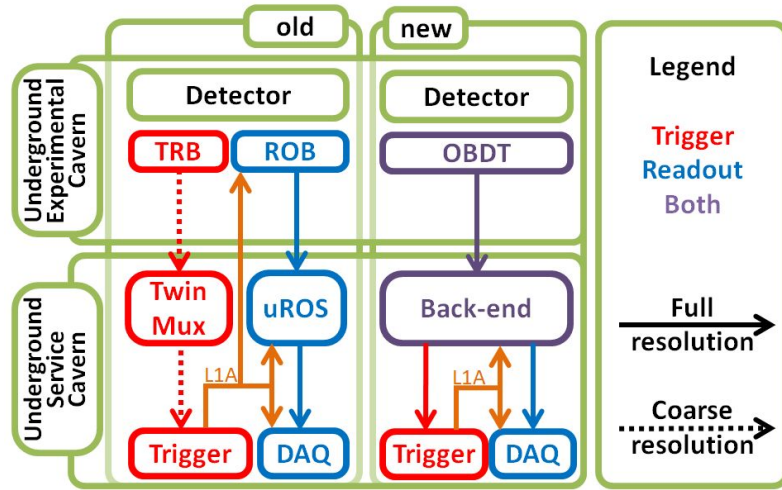 old
new
Legend
Underground
Experimental
Cavern
Detector
Detector
TRB
ROB
OBDT
Trigger
Readout
Both
Underground
Service
Cavern
Twin
Mux
uROS
Back-end
Full
resolution
L1A
L1A
Coarse
resolution
Trigger
DAQ
Trigger
DAQ